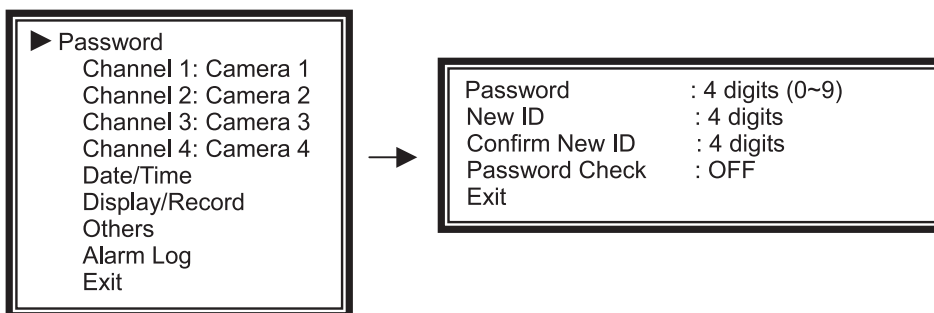 Password
Channel 1: Camera 1
Channel 2: Camera 2
Channel 3: Camera 3
Channel 4: Camera 4
Date/Time
Display/Record
Others
Alarm Log
Exit
Password : 4 digits (0~9)
New ID : 4 digits
Confirm New ID : 4 digits
Password Check : OFF
Exit